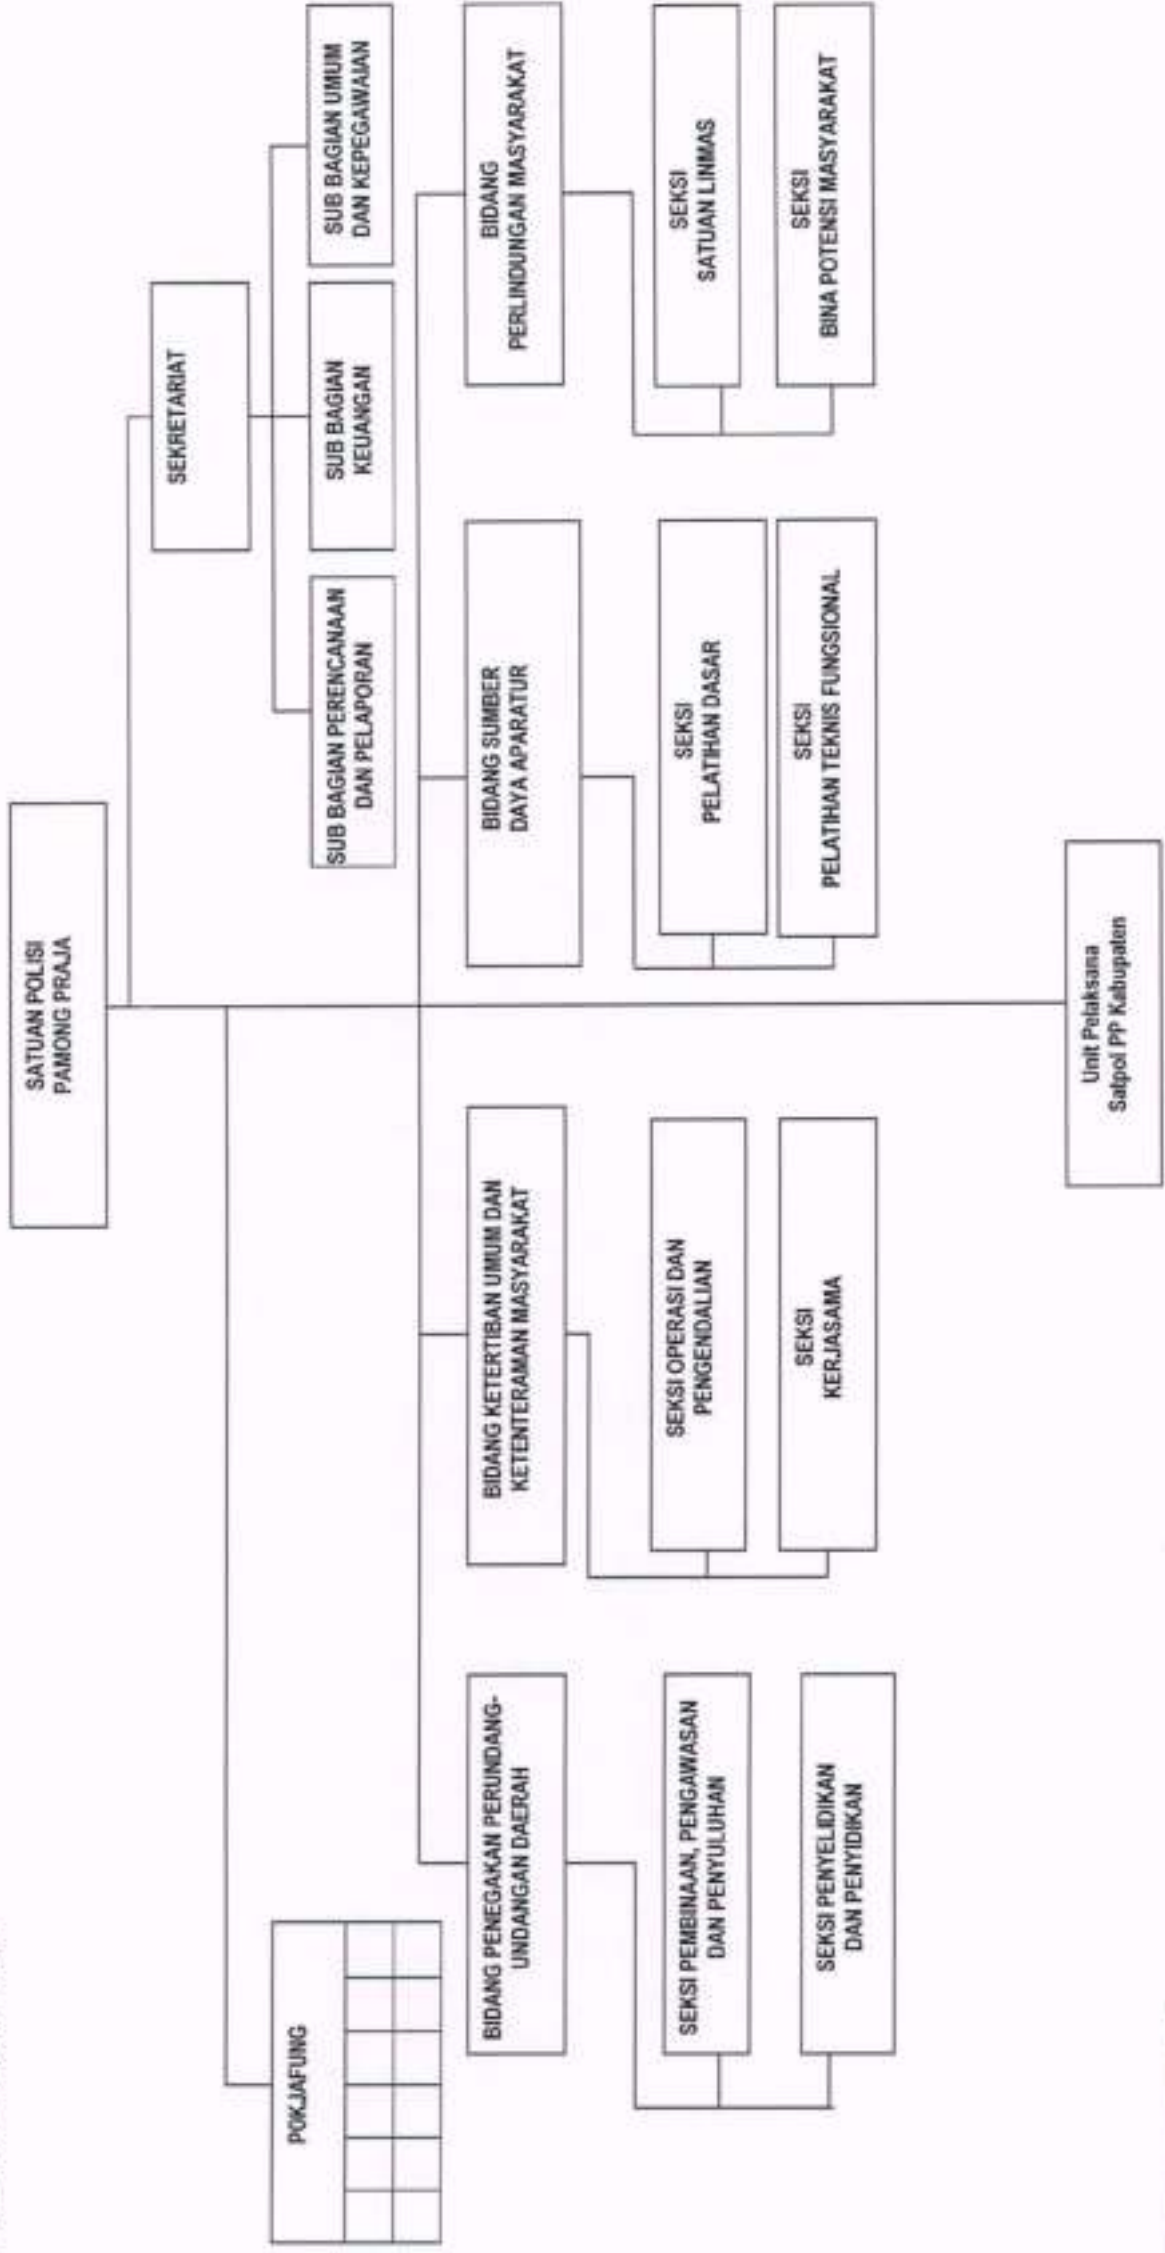 SATUAN POLISI
PAMONG PRAJA
SEKRETARIAT
POKJAFUNG
SUB BAGIAN PERENCANAAN
DAN PELAPORAN
SUB BAGIAN
KEUANGAN
SUB BAGIAN UMUM
DAN KEPEGAWAIAN
BIDANG PENEGAKAN PERUNDANG-
UNDANGAN DAERAH
BIDANG KETERTIBAN UMUM DAN
KETENTERAMAN MASYARAKAT
BIDANG SUMBER
DAYA APARATUR
BIDANG
PERLINDUNGAN MASYARAKAT
SEKSI PEMBINAAN, PENGAWASAN
DAN PENYULUHAN
SEKSI OPERASI DAN
PENGENDALIAN
SEKSI
PELATIHAN DASAR
SEKSI
SATUAN LINMAS
SEKSI PENYELIDIKAN
DAN PENYIDIKAN
SEKSI
KERJASAMA
SEKSI
PELATIHAN TEKNIS FUNGSIONAL
SEKSI
BINA POTENSI MASYARAKAT
Unit Pelaksana
Satpol PP Kabupaten